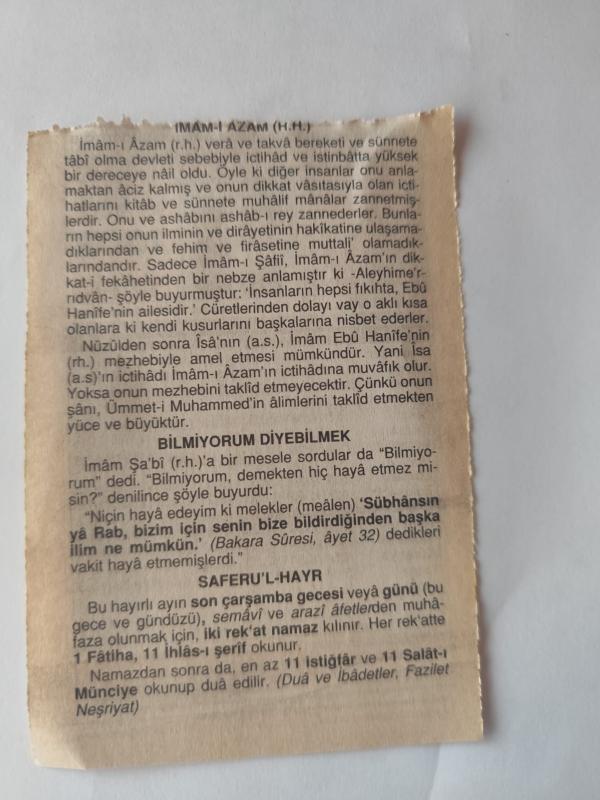 İMÂM-I ÂZAM (R.H.)
İmâm-ı Âzam (r.h.) verâ ve takvâ bereketi ve sünnete
tâbî olma devleti sebebiyle ictihâd ve istinbâtta yüksek
bir dereceye nâil oldu. Öyle ki diğer insanlar onu anla-
maktan âciz kalmış ve onun dikkat vâsıtasıyla olan icti-
hatlarını kitâb ve sünnete muhâlif mânâlar zannetmiş-
lerdir. Onu ve ashâbını ashâb-ı rey zannederler. Bunla-
rın hepsi onun ilminin ve dirâyetinin hakîkatine ulaşama-
dıklarından ve fehim ve firâsetine muttali' olamadık-
larındandır. Sadece İmâm-ı Şâfiî, İmâm-ı Âzam'ın dik-
kat-i fekâhetinden bir nebze anlamıştır ki -Aleyhime'r-
rıdvân- şöyle buyurmuştur: 'İnsanların hepsi fıkıhta, Ebû
Hanîfe'nin ailesidir.' Cüretlerinden dolayı vay o aklı kısa
olanlara ki kendi kusurlarını başkalarına nisbet ederler.
Nüzûlden sonra Îsâ'nın (a.s.), İmâm Ebû Hanîfe'nin
(rh.) mezhebiyle amel etmesi mümkündür. Yani İsa
(a.s)'ın ictihâdı İmâm-ı Âzam'ın ictihadına muvâfık olur.
Yoksa onun mezhebini taklîd etmeyecektir. Çünkü onun
şânı, Ümmet-i Muhammed'in âlimlerini taklîd etmekten
yüce ve büyüktür.
BİLMİYORUM DİYEBİLMEK
İmâm Şa'bî (r.h.)'a bir mesele sordular da “Bilmiyo-
rum” dedi. “Bilmiyorum, demekten hiç hayâ etmez mi-
sin?” denilince şöyle buyurdu:
“Niçin hayâ edeyim ki melekler (meâlen) 'Sübhânsın
yâ Rab, bizim için senin bize bildirdiğinden başka
ilim ne mümkün.' (Bakara Sûresi, âyet 32) dedikleri
vakit hayâ etmemişlerdi.”
SAFERU'L-HAYR
Bu hayırlı ayın son çarşamba gecesi veyâ günü (bu
gece ve gündüzü), semâvî ve arazî âfetlerden muhâ-
faza olunmak için, iki rek'at namaz kılınır. Her rek'atte
1 Fâtiha, 11 İhlâs-ı şerîf okunur.
Namazdan sonra da, en az 11 istiğfâr ve 11 Salât-ı
Münciye okunup duâ edilir. (Duâ ve İbâdetler, Fazilet
Neşriyat)